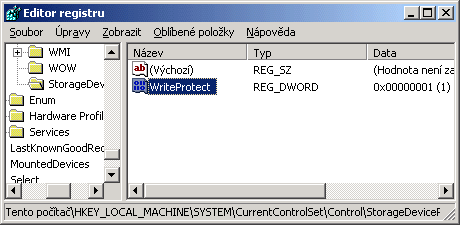 Editor registru
Soubor Úpravy Zobrazit Oblíbené položky Nápověda
WMI
WOW
StorageDev
Enum
Hardware Profil
Services
LastKnownGoodRec
MountedDevices
Select
Název Typ Data
(Výchozí) REG_SZ (Hodnota není za
WriteProtect REG_DWORD 0x00000001 (1)
Tento počítač\HKEY_LOCAL_MACHINE\SYSTEM\CurrentControlSet\Control\StorageDeviceP